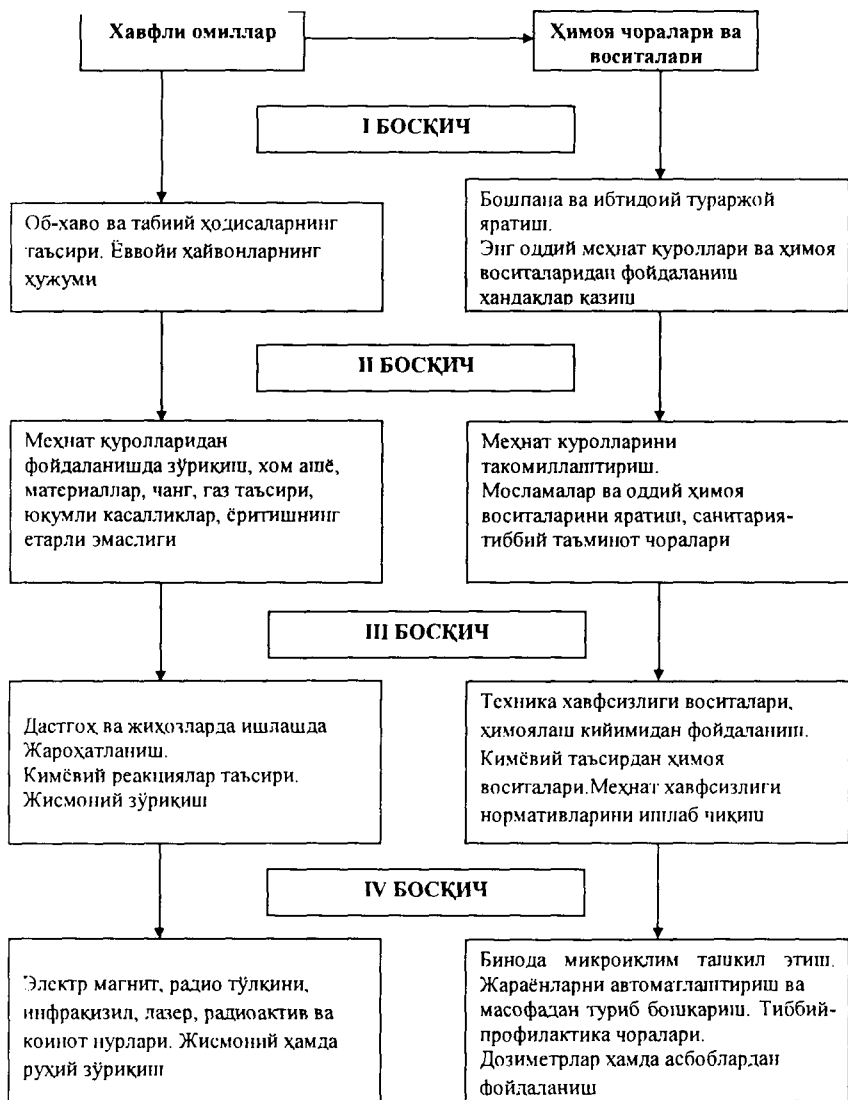 Хавфли омиллар
Ҳимоя чоралари ва
воситалари
I БОСҚИЧ
Об-хаво ва табиий ҳодисаларнинг
таъсири. Ёввойи ҳайвонларнинг
ҳужуми
Бошпана ва ибтидоий тураржой
яратиш.
Энг оддий меҳнат қуроллари ва ҳимоя
воситаларидан фойдаланиш
хандақлар қазиш
II БОСҚИЧ
Меҳнат қуролларидан
фойдаланишда зўриқиш, хом ашё,
материаллар, чанг, газ таъсири,
юқумли касалликлар, ёритишнинг
етарли эмаслиги
Меҳнат куролларини
такомиллаштириш.
Мосламалар ва оддий ҳимоя
воситаларини яратиш, санитария-
тиббий таъминот чоралари
III БОСҚИЧ
Дастгоҳ ва жиҳозларда ишлашда
Жароҳатланиш.
Кимёвий реакциялар таъсири.
Жисмоний зўриқиш
Техника хавфсизлиги воситалари,
ҳимоялаш кийимидан фойдаланиш.
Кимёвий таъсирдан ҳимоя
воситалари.Меҳнат хавфсизлиги
нормативларини ишлаб чиқиш
IV БОСҚИЧ
Электр магнит, радио тўлқини,
инфрақизил, лазер, радиоактив ва
коинот нурлари. Жисмоний ҳамда
руҳий зўриқиш
Бинода микроиқлим ташкил этиш.
Жараёнларни автоматлаштириш ва
масофадан туриб бошқариш. Тиббий-
профилактика чоралари.
Дозиметрлар ҳамда асбоблардан
фойдаланиш